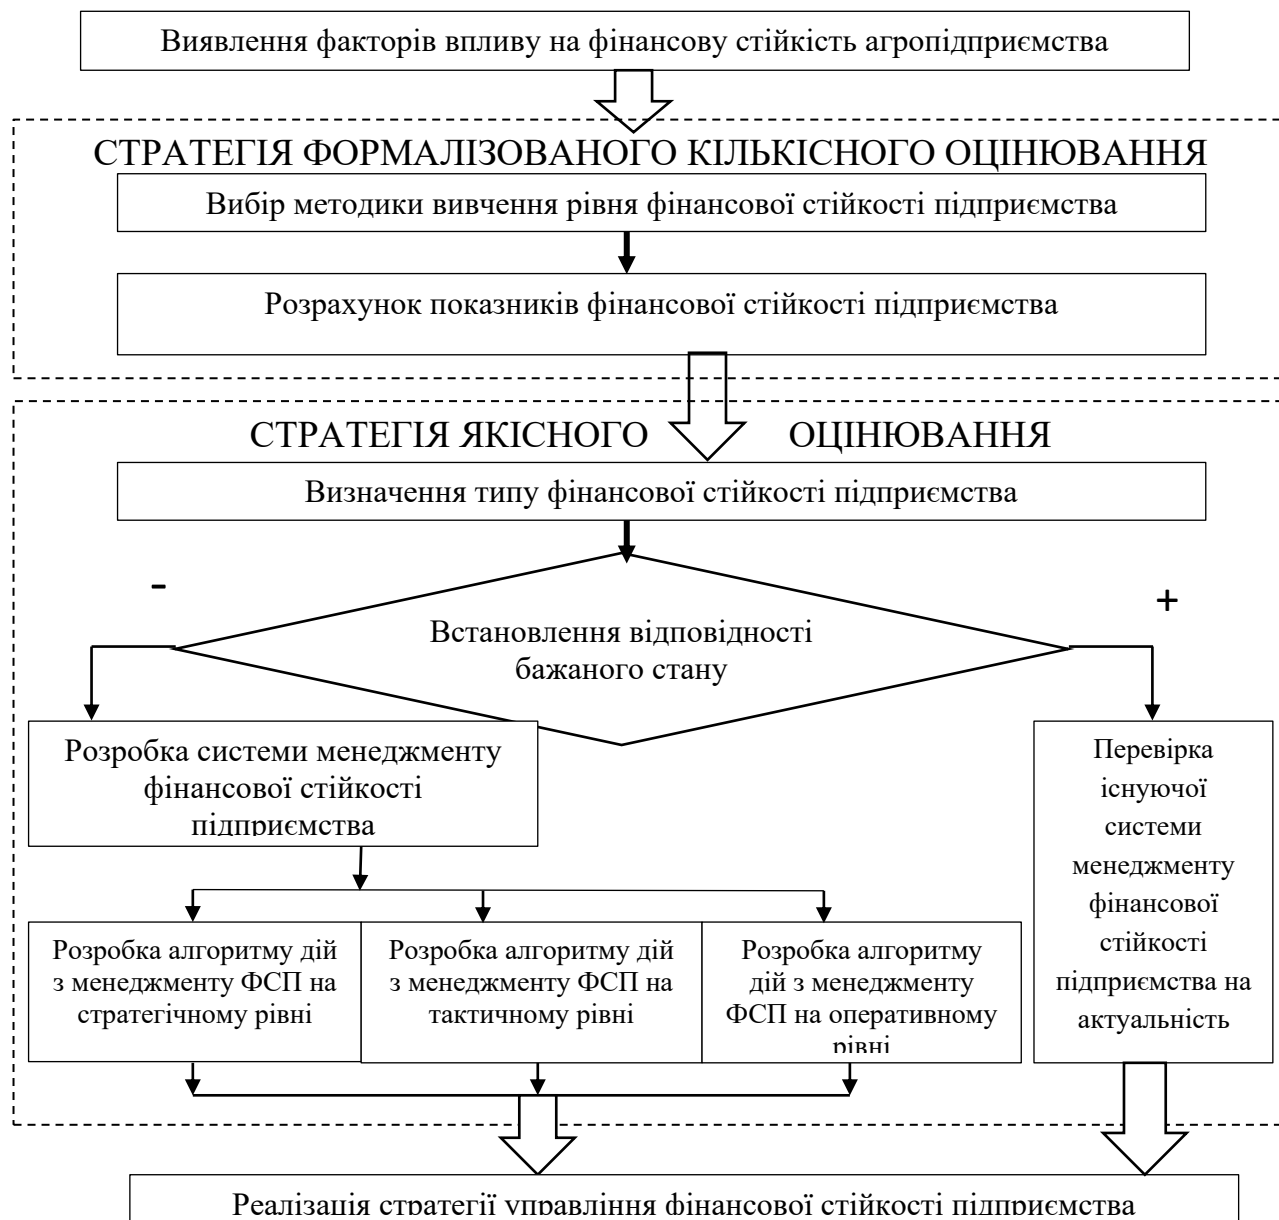 Виявлення факторів впливу на фінансову стійкість агропідприємства
СТРАТЕГІЯ ФОРМАЛІЗОВАНОГО КІЛЬКІСНОГО ОЦІНЮВАННЯ
Вибір методики вивчення рівня фінансової стійкості підприємства
Розрахунок показників фінансової стійкості підприємства
СТРАТЕГІЯ ЯКІСНОГО ОЦІНЮВАННЯ
Визначення типу фінансової стійкості підприємства
-
+
Встановлення відповідності
бажаного стану
Розробка системи менеджменту
фінансової стійкості
підприємства
Перевірка
існуючої
системи
менеджменту
фінансової
стійкості
підприємства на
актуальність
Розробка алгоритму дій
з менеджменту ФСП на
стратегічному рівні
Розробка алгоритму дій
з менеджменту ФСП на
тактичному рівні
Розробка алгоритму
дій з менеджменту
ФСП на оперативному
рівні
Реалізація стратегії управління фінансової стійкості підприємства